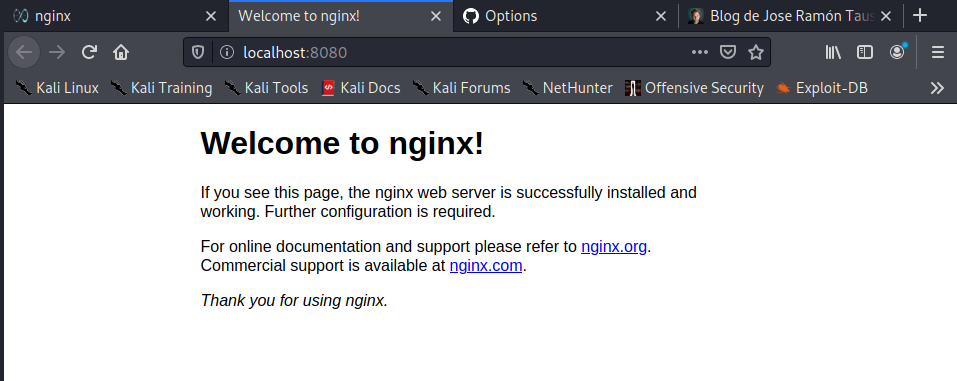 nginx
Welcome to nginx!
Options
Blog de Jose Ramón Taus
localhost:8080
Kali Linux
Kali Training
Kali Tools
Kali Docs
Kali Forums
NetHunter
Offensive Security
Exploit-DB
Welcome to nginx!
If you see this page, the nginx web server is successfully installed and
working. Further configuration is required.
For online documentation and support please refer to nginx.org.
Commercial support is available at nginx.com.
Thank you for using nginx.